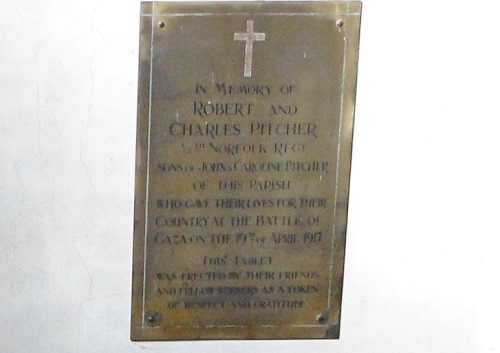 IN MEMORY OF
ROBERT AND
CHARLES PITCHER
TH NORFOLK REGT
SONS OF JOHN & CAROLINE PITCHER
OF THIS PARISH
WHO GAVE THEIR LIVES FOR THEIR
COUNTRY AT THE BATTLE OF
GAZA ON THE 19TH OF APRIL 1917
THIS TABLET
WAS ERECTED BY THEIR FRIENDS
AND FELLOW WORKERS AS A TOKEN
OF RESPECT AND GRATITUDE